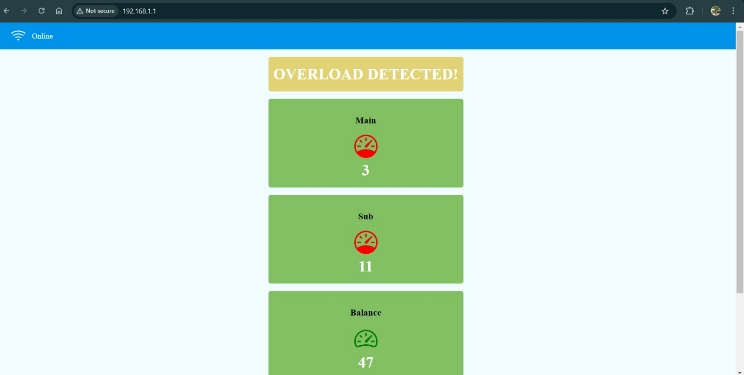 Not secure 192.168.1.1
Online
OVERLOAD DETECTED!
Main
3
Sub
11
Balance
47